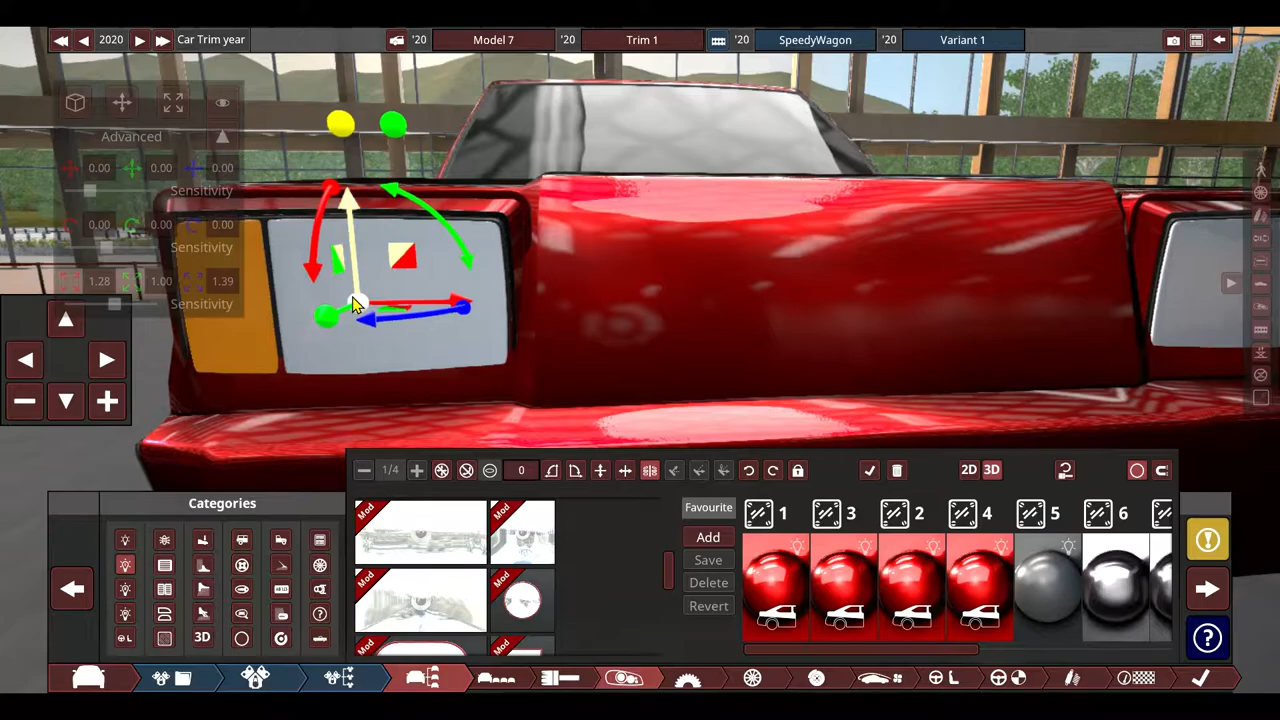 2020 Car Trim year '20 Model 7 '20 Trim 1 '20 SpeedyWagon '20 Variant 1
Advanced
0.00 0.00 0.00
Sensitivity
0.00 0.00 0.00
Sensitivity
1.28 1.00 1.39
Sensitivity
1/4 0 2D 3D
Categories
Favourite 1 3 2 4 5 6
Add
Save
Delete
Revert
Mod Mod
Mod Mod
Mod Mod
3D
L
L
? ?